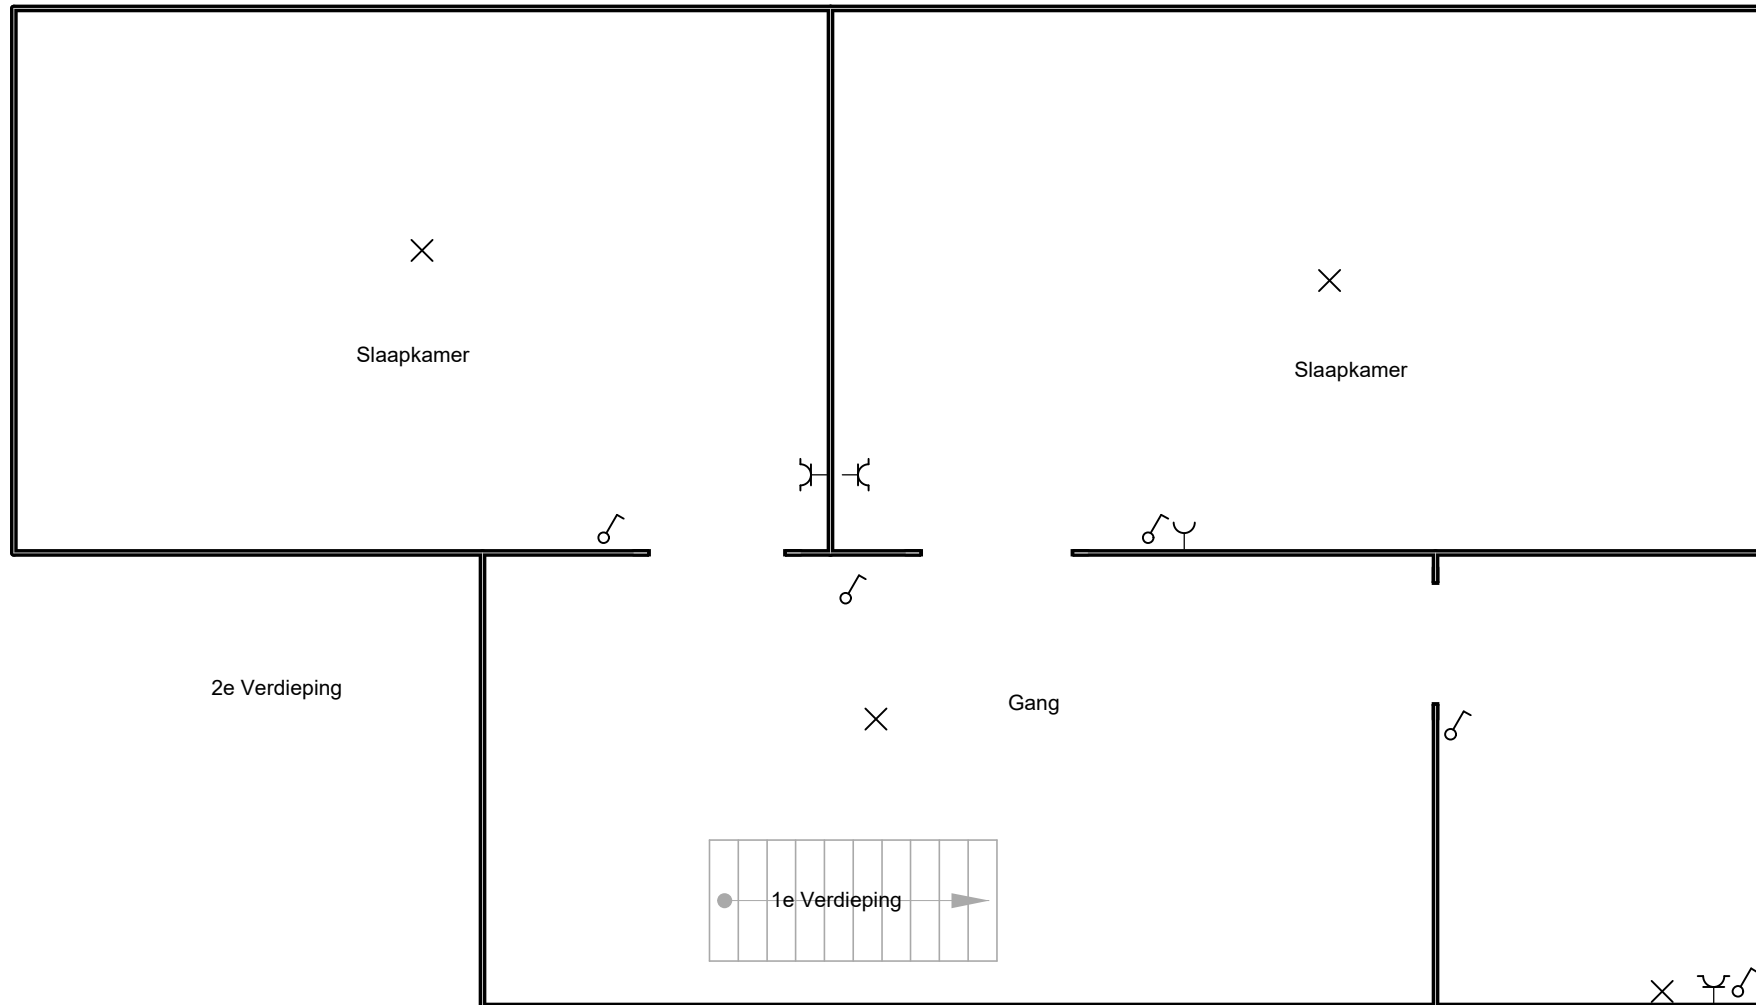 Slaapkamer
Slaapkamer
2e Verdieping
Gang
1e Verdieping